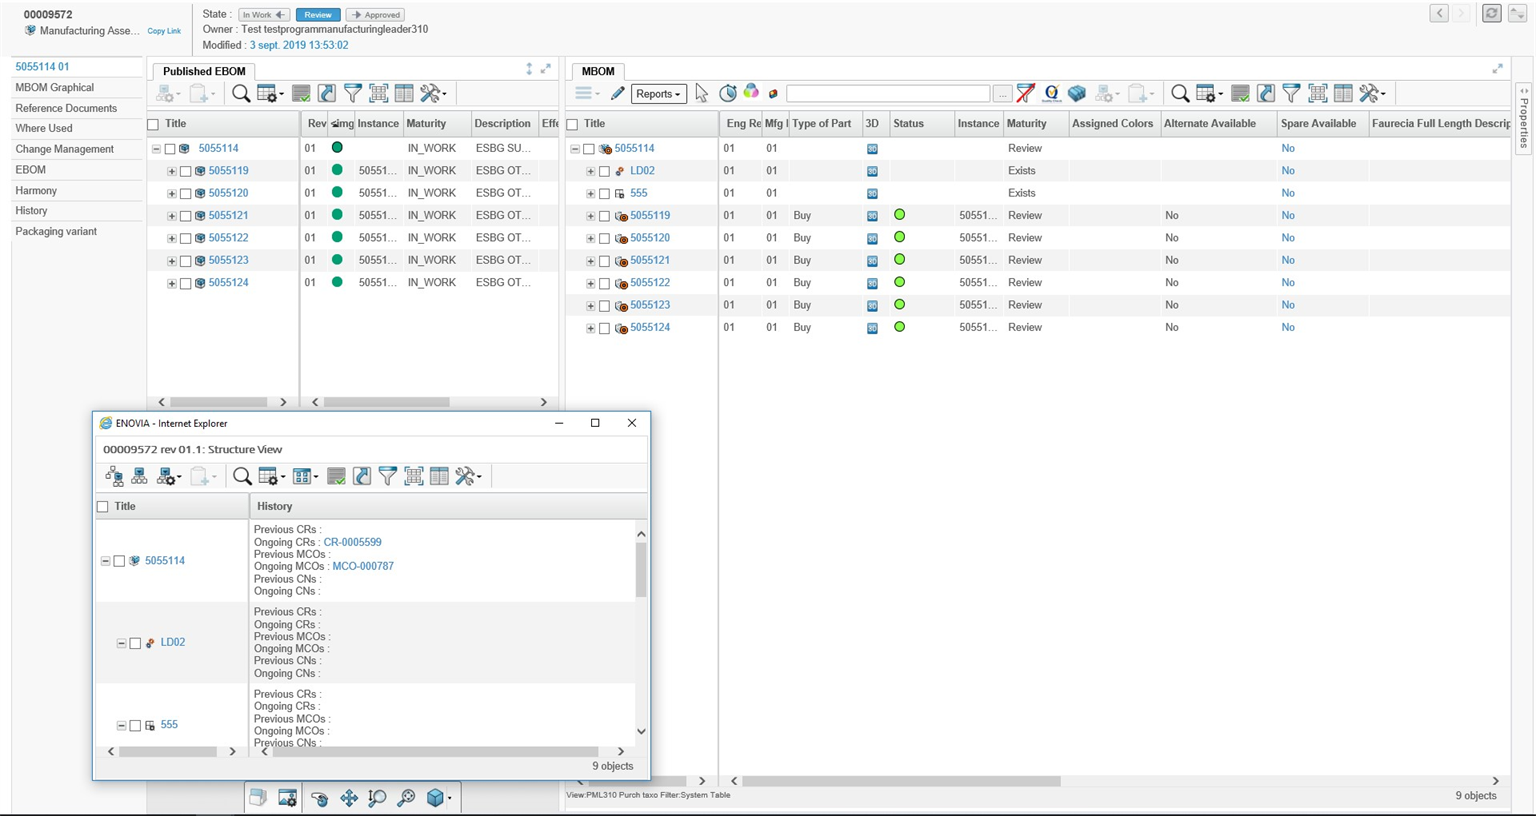 00009572
Manufacturing Asse... Copy Link
State : In Work Review Approved
Owner : Test testprogrammanufacturingleader310
Modified : 3 sept. 2019 13:53:02
5055114 01
MBOM Graphical
Reference Documents
Where Used
Change Management
EBOM
Harmony
History
Packaging variant
Published EBOM
Title Rev Instance Maturity Description Effe
5055114 01 IN_WORK ESBG SU...
5055119 01 50551... IN_WORK ESBG OT...
5055120 01 50551... IN_WORK ESBG OT...
5055121 01 50551... IN_WORK ESBG OT...
5055122 01 50551... IN_WORK ESBG OT...
5055123 01 50551... IN_WORK ESBG OT...
5055124 01 50551... IN_WORK ESBG OT...
MBOM
Reports ...
Title Eng Re Mfg I Type of Part 3D Status Instance Maturity Assigned Colors Alternate Available Spare Available Faurecia Full Length Descrip
5055114 01 01 3D Review No
LD02 01 01 3D Exists No
555 01 01 3D Exists No
5055119 01 01 Buy 3D 50551... Review No No
5055120 01 01 Buy 3D 50551... Review No No
5055121 01 01 Buy 3D 50551... Review No No
5055122 01 01 Buy 3D 50551... Review No No
5055123 01 01 Buy 3D 50551... Review No No
5055124 01 01 Buy 3D 50551... Review No No
Properties
ENOVIA - Internet Explorer
00009572 rev 01.1: Structure View
Title History
5055114
Previous CRs :
Ongoing CRs : CR-0005599
Previous MCOs :
Ongoing MCOs : MCO-000787
Previous CNs :
Ongoing CNs :
LD02
Previous CRs :
Ongoing CRs :
Previous MCOs :
Ongoing MCOs :
Previous CNs :
Ongoing CNs :
555
Previous CRs :
Ongoing CRs :
Previous MCOs :
Ongoing MCOs :
Previous CNs :
9 objects
View:PML310 Purch taxo Filter:System Table
9 objects